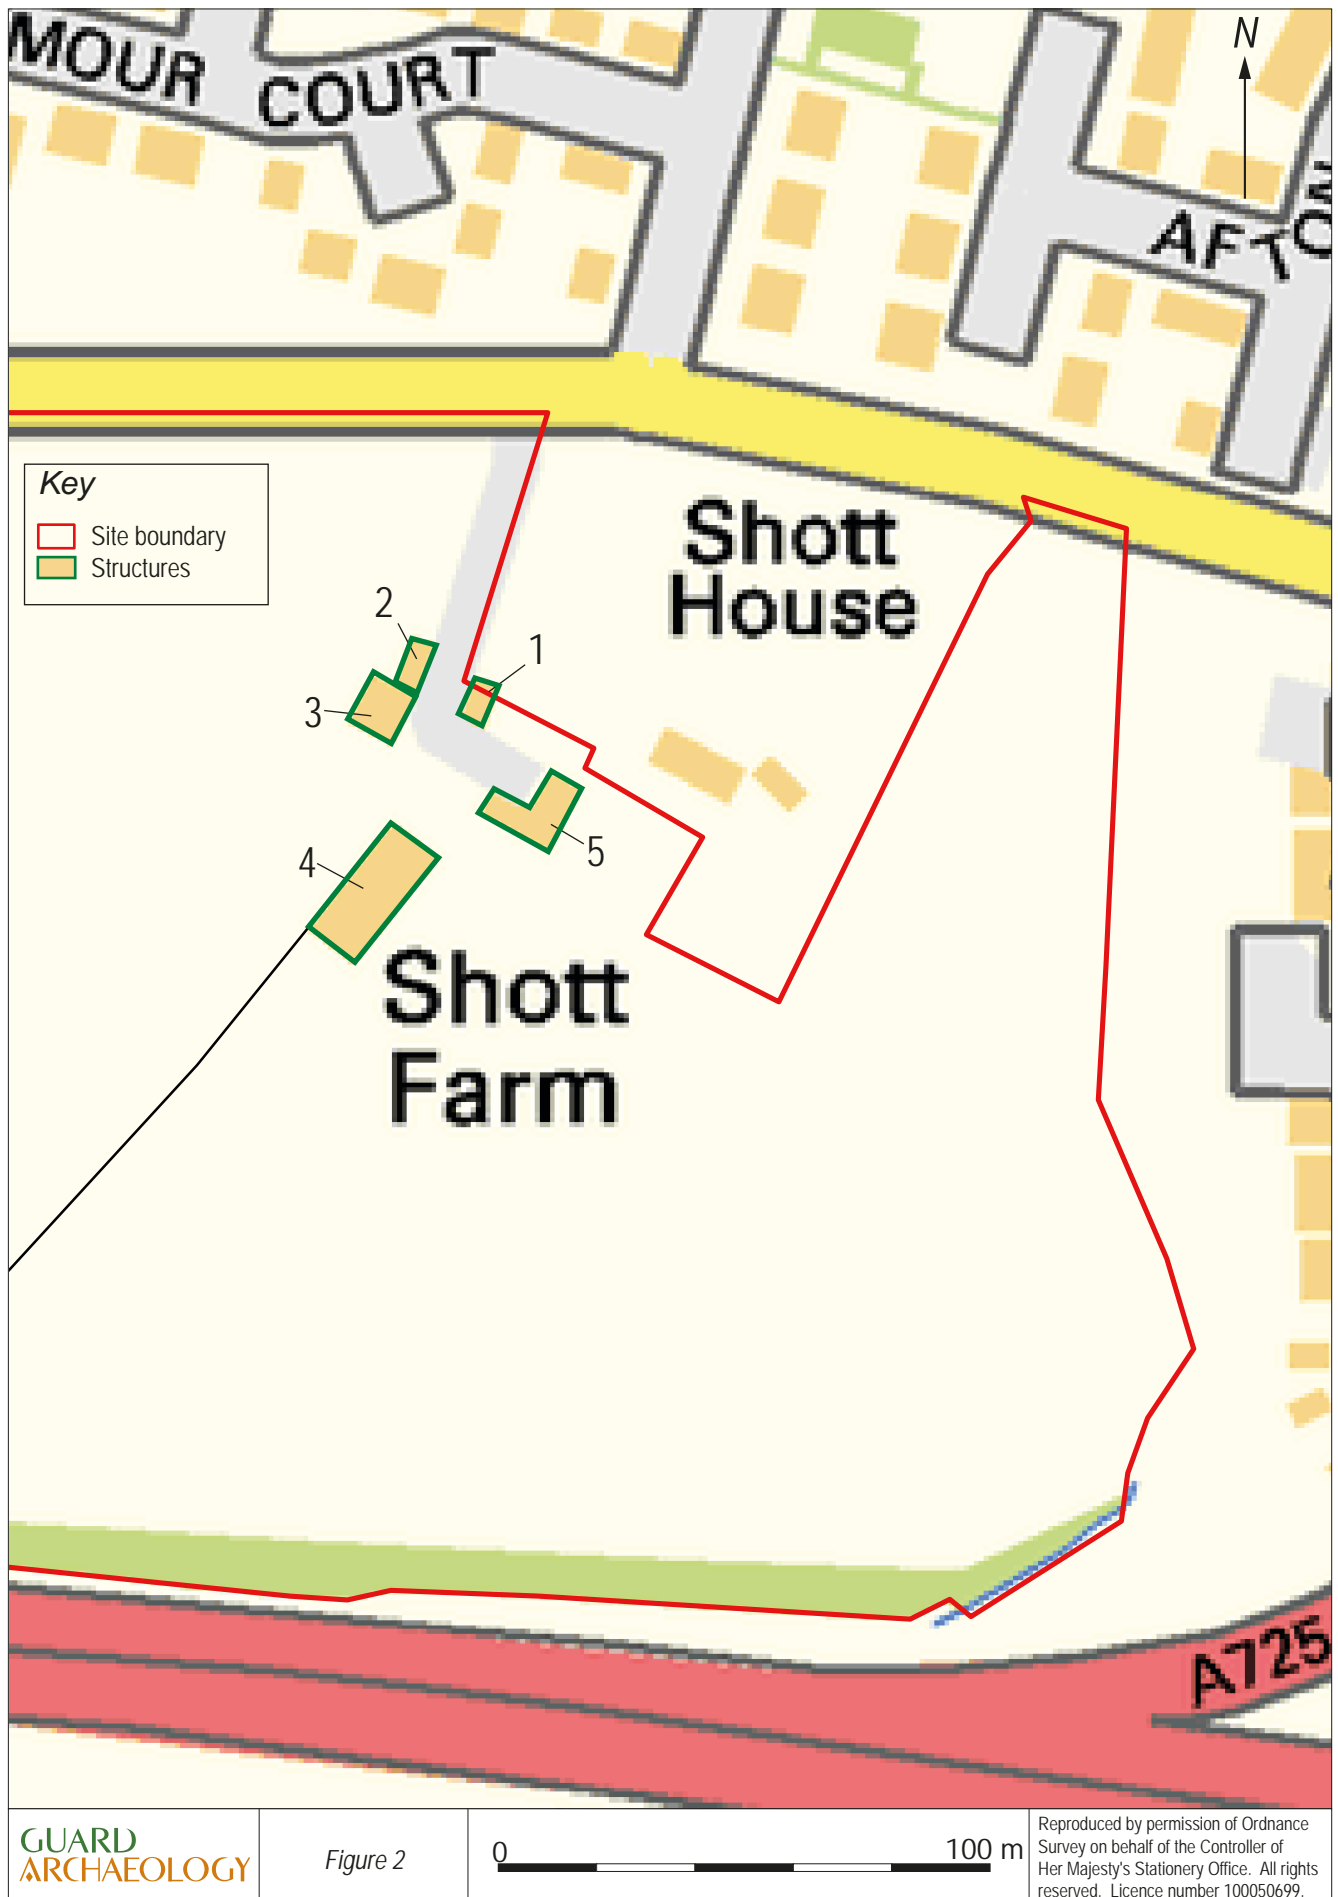 MOUR COURT
N
AFTON
Key
Site boundary
Structures
Shott
House
2
1
3
5
4
Shott
Farm
A725
GUARD
ARCHAEOLOGY
Figure 2
0 100 m
Reproduced by permission of Ordnance
Survey on behalf of the Controller of
Her Majesty's Stationery Office. All rights
reserved. Licence number 100050699.